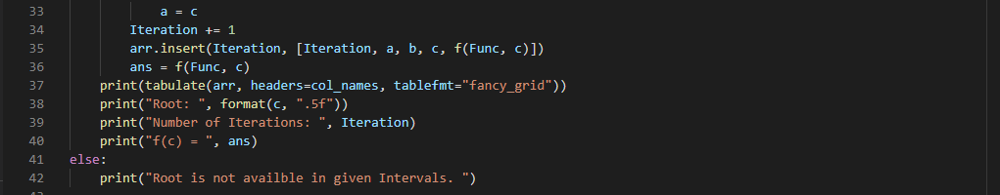 33 a = c
34 Iteration += 1
35 arr.insert(Iteration, [Iteration, a, b, c, f(Func, c)])
36 ans = f(Func, c)
37 print(tabulate(arr, headers=col_names, tablefmt="fancy_grid"))
38 print("Root: ", format(c, ".5f"))
39 print("Number of Iterations: ", Iteration)
40 print("f(c) = ", ans)
41 else:
42 print("Root is not availble in given Intervals. ")